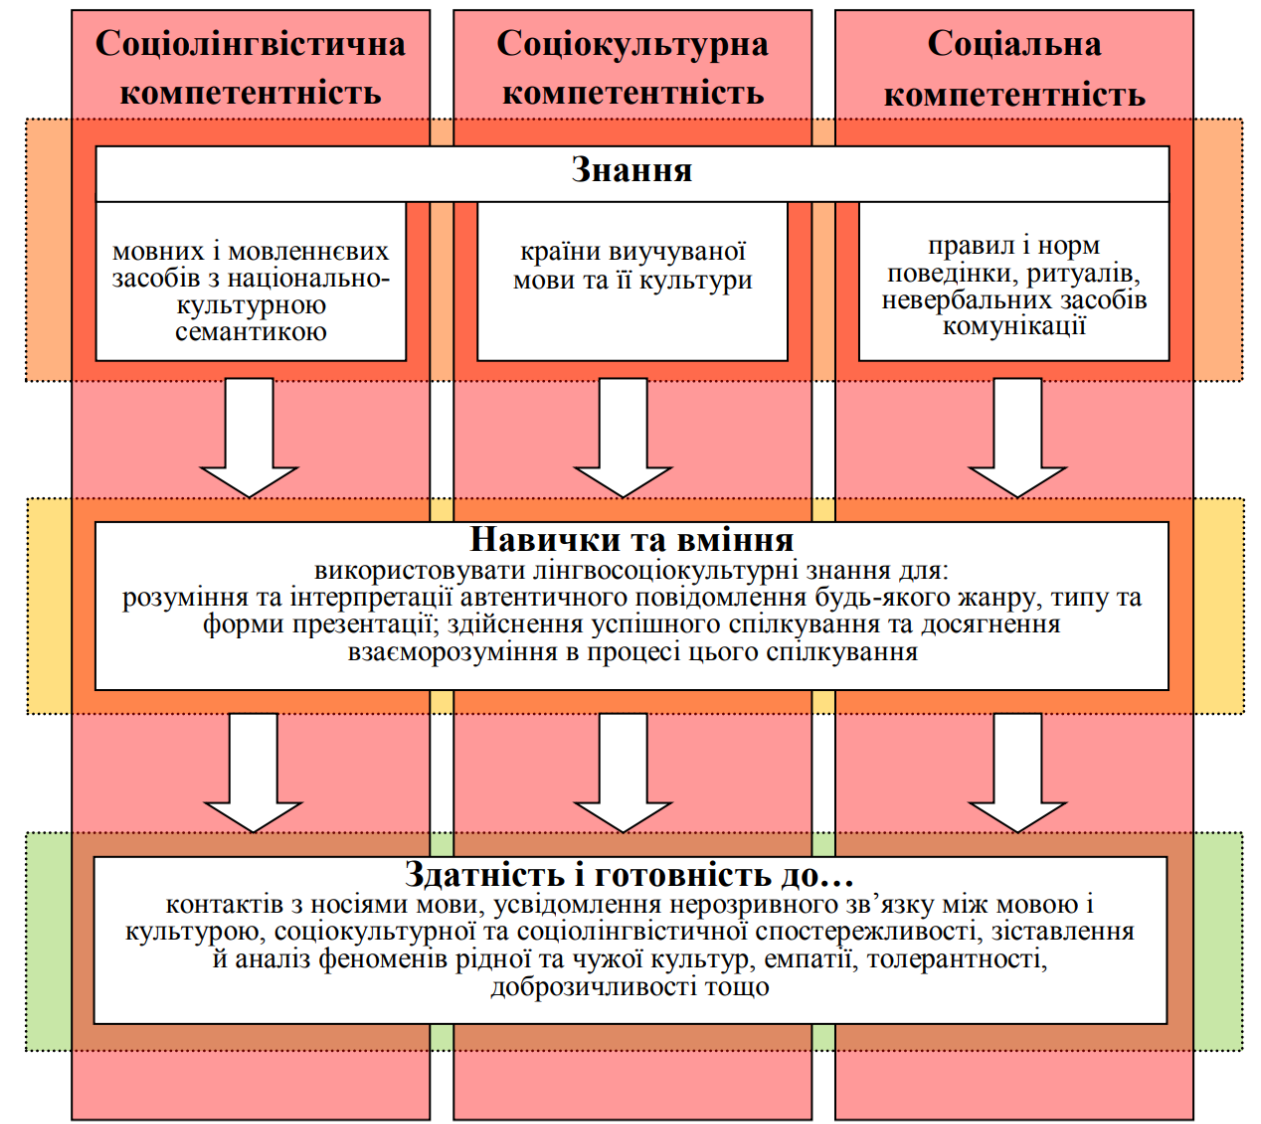 Соціолінгвістична
компетентність
Соціокультурна
компетентність
Соціальна
компетентність
Знання
мовних і мовленнєвих
засобів з національно-
культурною
семантикою
країни виучуваної
мови та її культури
правил і норм
поведінки, ритуалів,
невербальних засобів
комунікації
Навички та вміння
використовувати лінгвосоціокультурні знання для:
розуміння та інтерпретації автентичного повідомлення будь-якого жанру, типу та
форми презентації; здійснення успішного спілкування та досягнення
взаєморозуміння в процесі цього спілкування
Здатність і готовність до…
контактів з носіями мови, усвідомлення нерозривного зв’язку між мовою і
культурою, соціокультурної та соціолінгвістичної спостережливості, зіставлення
й аналіз феноменів рідної та чужої культур, емпатії, толерантності,
доброзичливості тощо